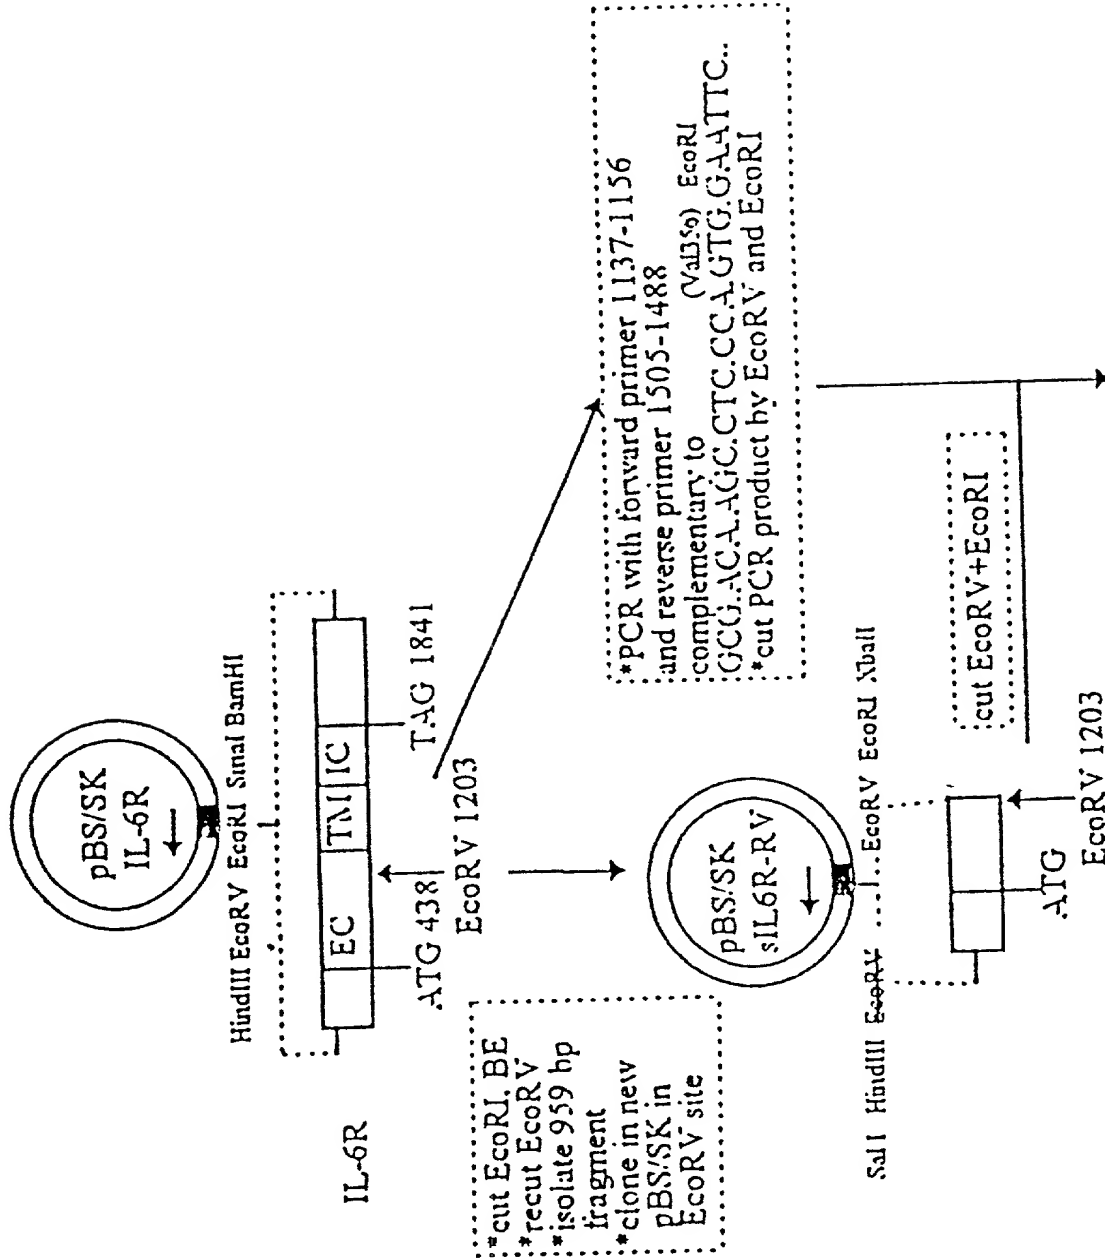 pBS/SK
IL-6R
HindIII EcoRV EcoRI SmaI BamHI
IL-6R
EC
TM
IC
ATG 438
TAG 1841
EcoRV 1203
*cut EcoRI, BE
*recut EcoRV
*isolate 959 bp
fragment
*clone in new
pBS/SK in
EcoRV site
*PCR with forward primer 1137-1156
and reverse primer 1505-1488
complementary to
(Val356) EcoRI
GCG.ACA.AGC.CTC.CCA.GTG.GAATTC..
*cut PCR product by EcoRV and EcoRI
pBS/SK
sIL6R-RV
SalI HindIII EcoRV ..... EcoRV EcoRI XbaII
ATG
EcoRV 1203
cut EcoRV+EcoRI